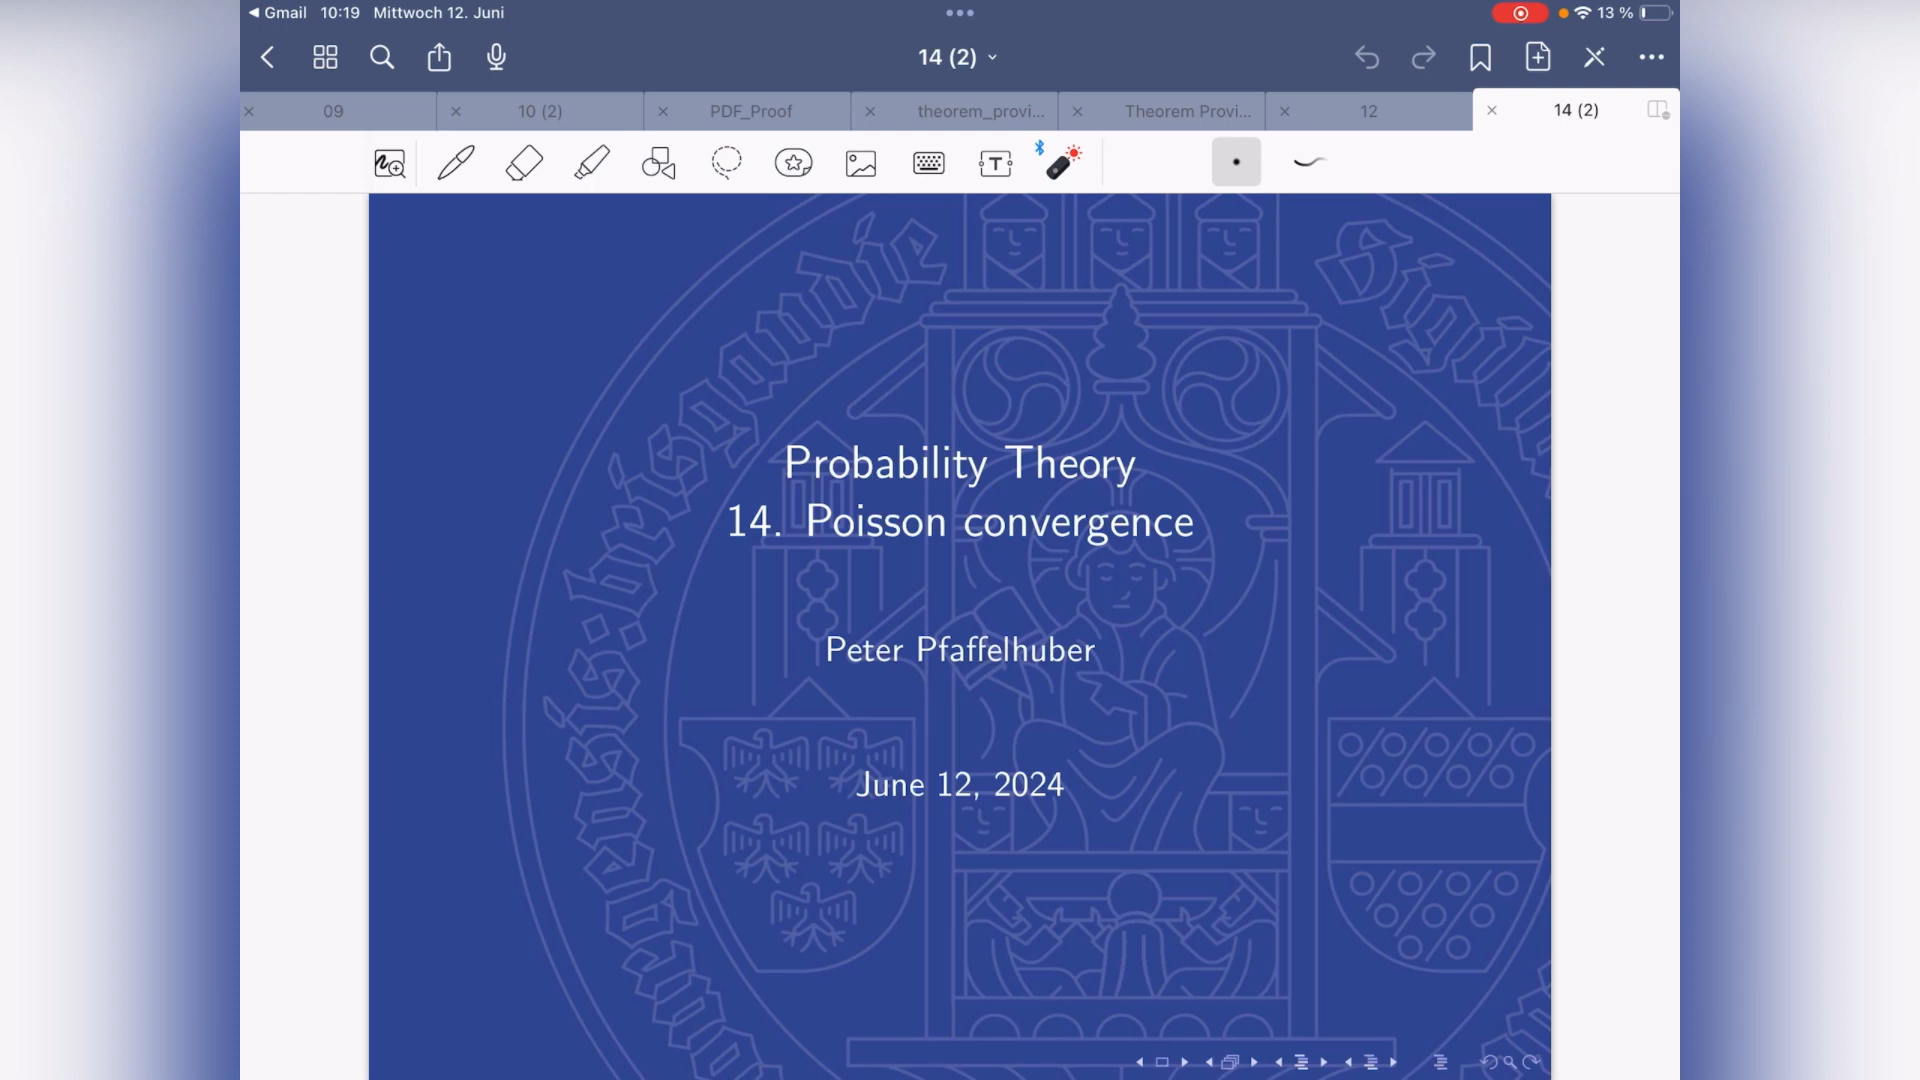 Gmail 10:19 Mittwoch 12. Juni
13 %
14 (2)
09
10 (2)
PDF_Proof
theorem_provi...
Theorem Provi...
12
14 (2)
Probability Theory
14. Poisson convergence
Peter Pfaffelhuber
June 12, 2024